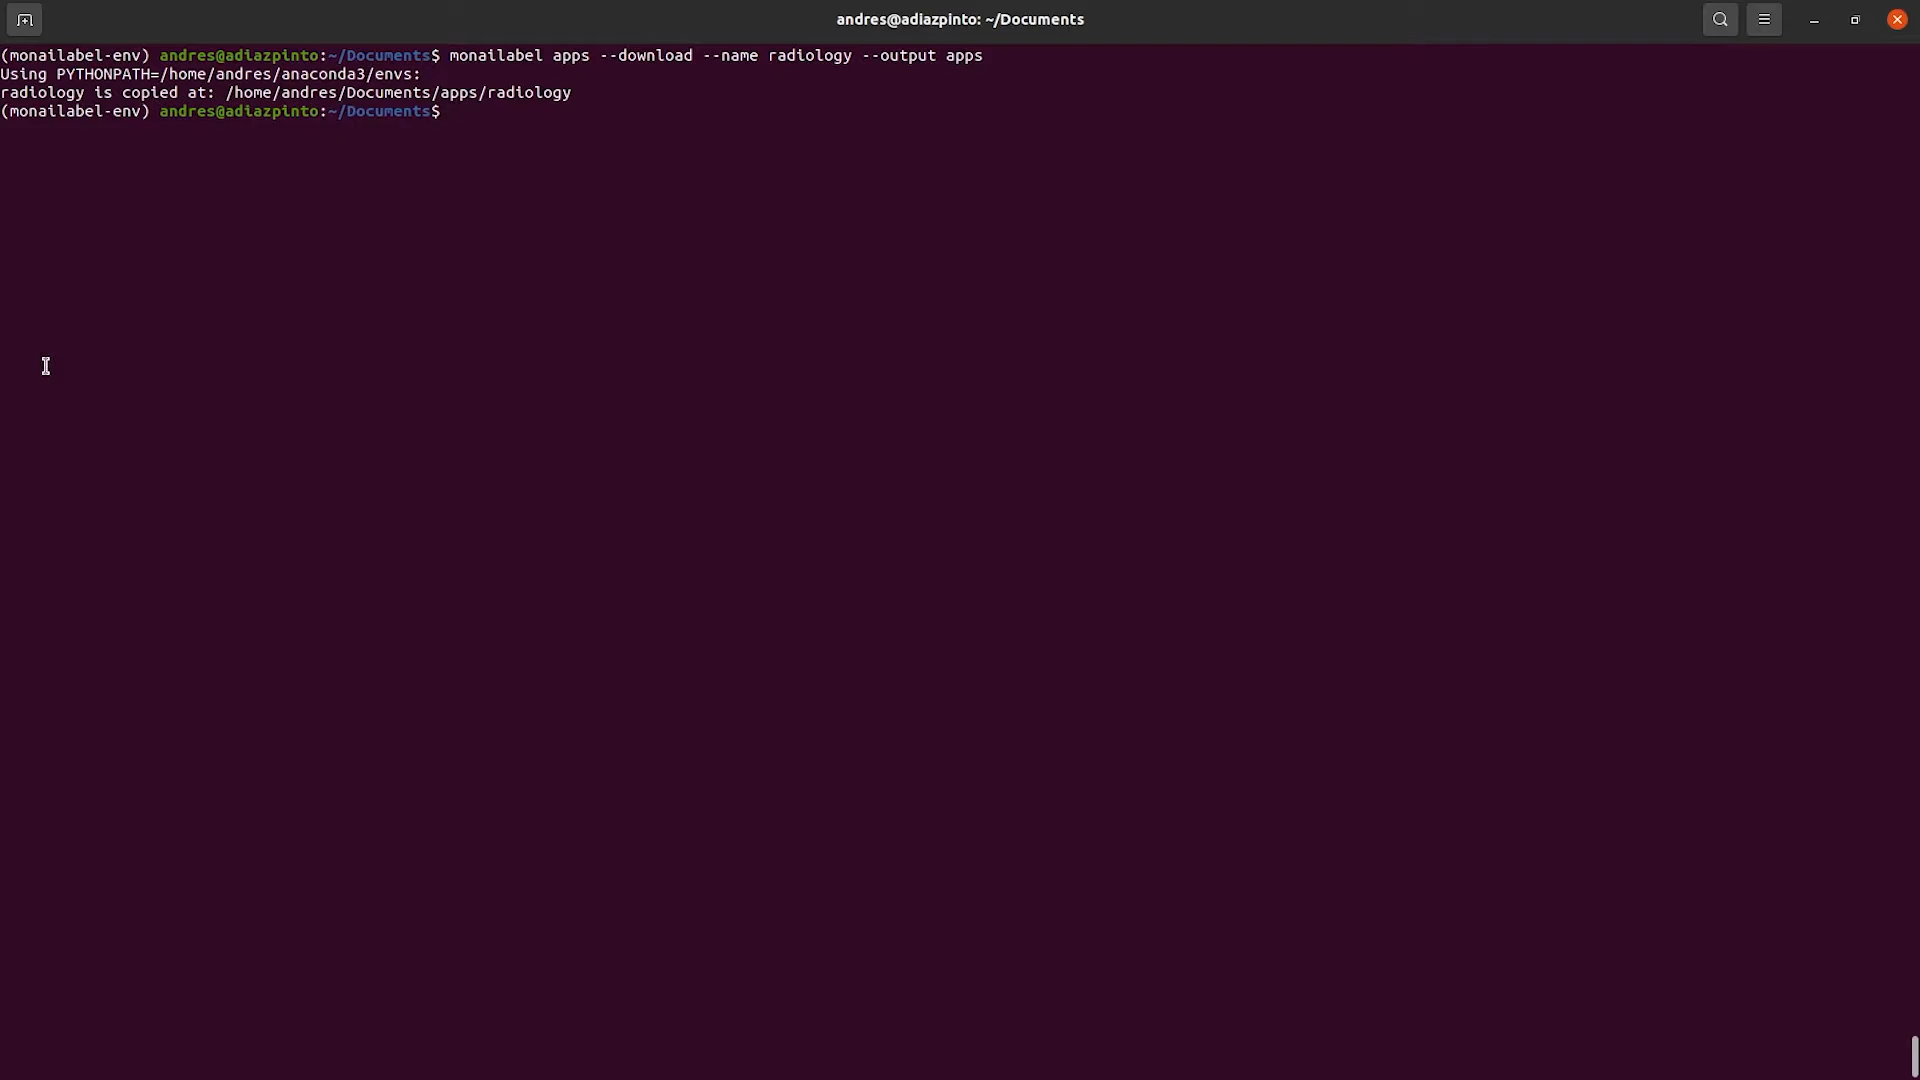 andres@adiazpinto: ~/Documents
(monailabel-env) andres@adiazpinto:~/Documents$ monailabel apps --download --name radiology --output apps
Using PYTHONPATH=/home/andres/anaconda3/envs:
radiology is copied at: /home/andres/Documents/apps/radiology
(monailabel-env) andres@adiazpinto:~/Documents$